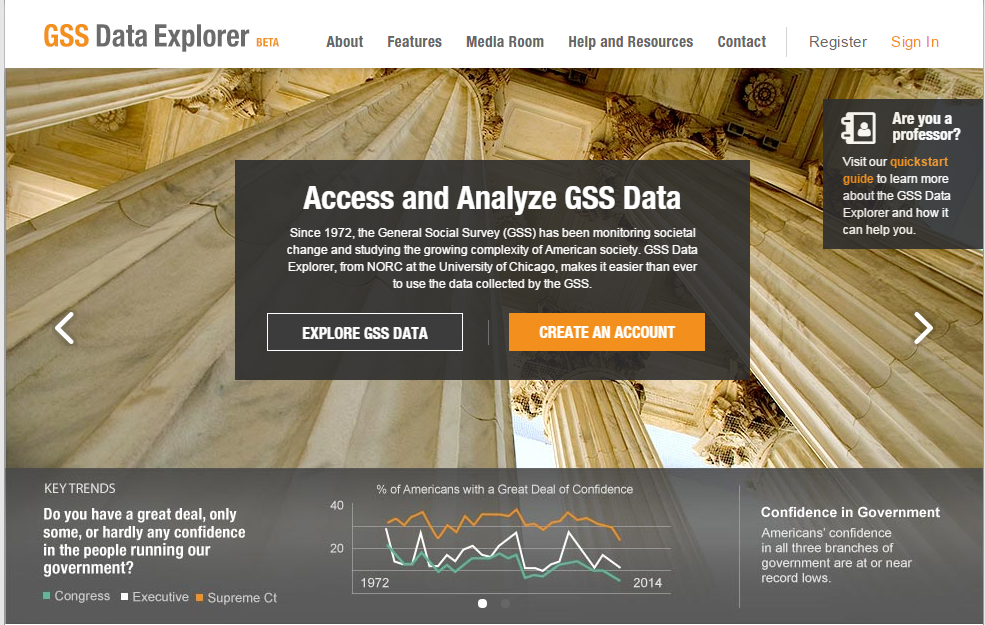 GSS Data Explorer BETA
About Features Media Room Help and Resources Contact Register Sign In
Are you a
professor?
Visit our quickstart
guide to learn more
about the GSS Data
Explorer and how it
can help you.
Access and Analyze GSS Data
Since 1972, the General Social Survey (GSS) has been monitoring societal
change and studying the growing complexity of American society. GSS Data
Explorer, from NORC at the University of Chicago, makes it easier than ever
to use the data collected by the GSS.
EXPLORE GSS DATA
CREATE AN ACCOUNT
KEY TRENDS
Do you have a great deal, only
some, or hardly any confidence
in the people running our
government?
Congress Executive Supreme Ct
% of Americans with a Great Deal of Confidence
40
20
1972 2014
Confidence in Government
Americans' confidence
in all three branches of
government are at or near
record lows.